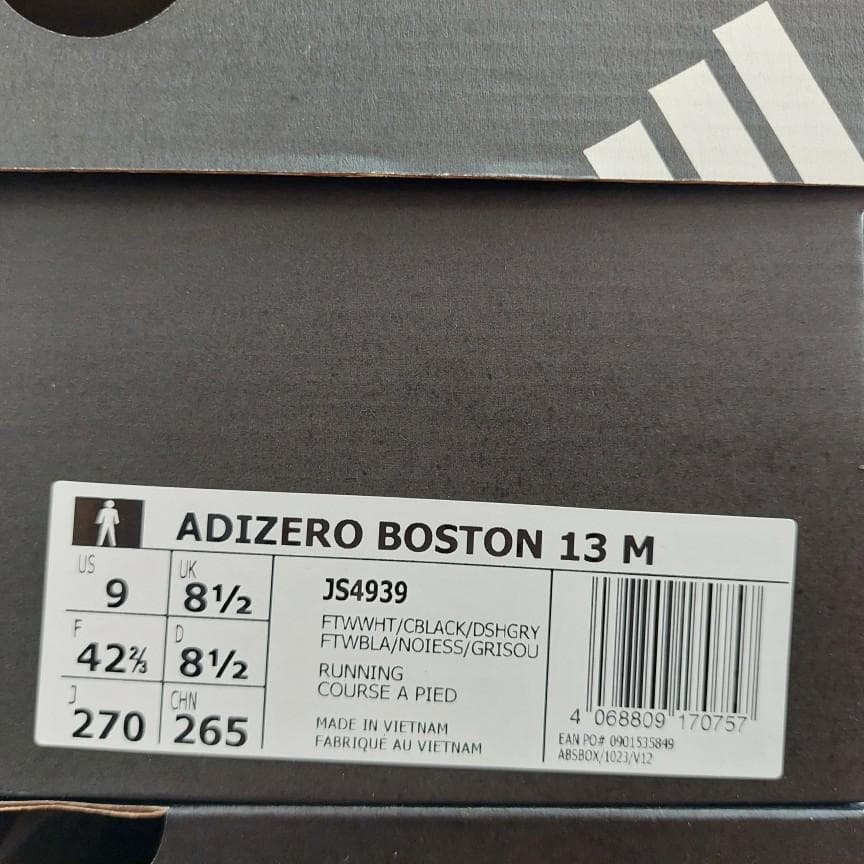 ADIZERO BOSTON 13 M
US
9
UK
8½
F
42⅔
D
8½
J
270
CHN
265
JS4939
FTWWHT/CBLACK/DSHGRY
FTWBLA/NOIESS/GRISOU
RUNNING
COURSE A PIED
MADE IN VIETNAM
FABRIQUÉ AU VIETNAM
4 068809 170757
EAN PO# 0901535849
ABSBOX/1023/V12